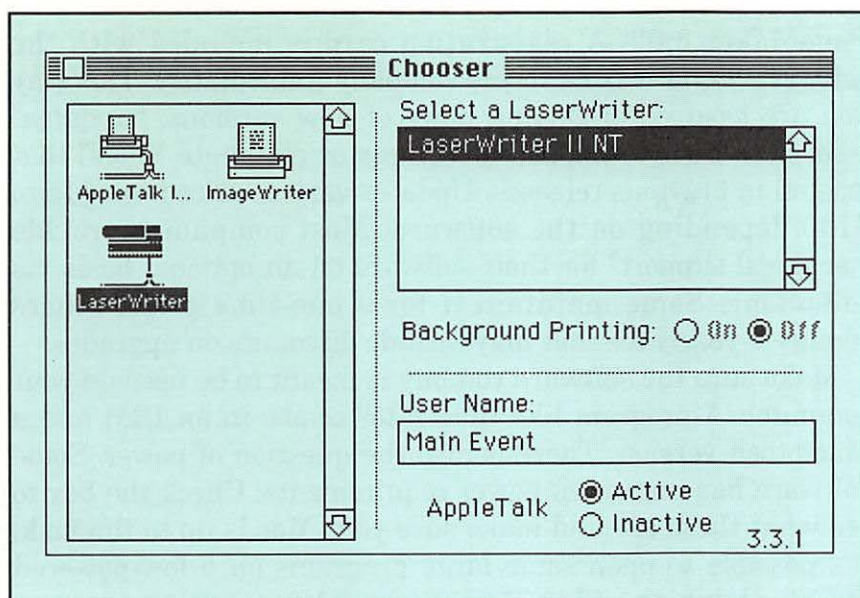 Chooser
AppleTalk I... ImageWriter
LaserWriter
Select a LaserWriter:
LaserWriter II NT
Background Printing: On Off
User Name:
Main Event
AppleTalk Active
Inactive
3.3.1